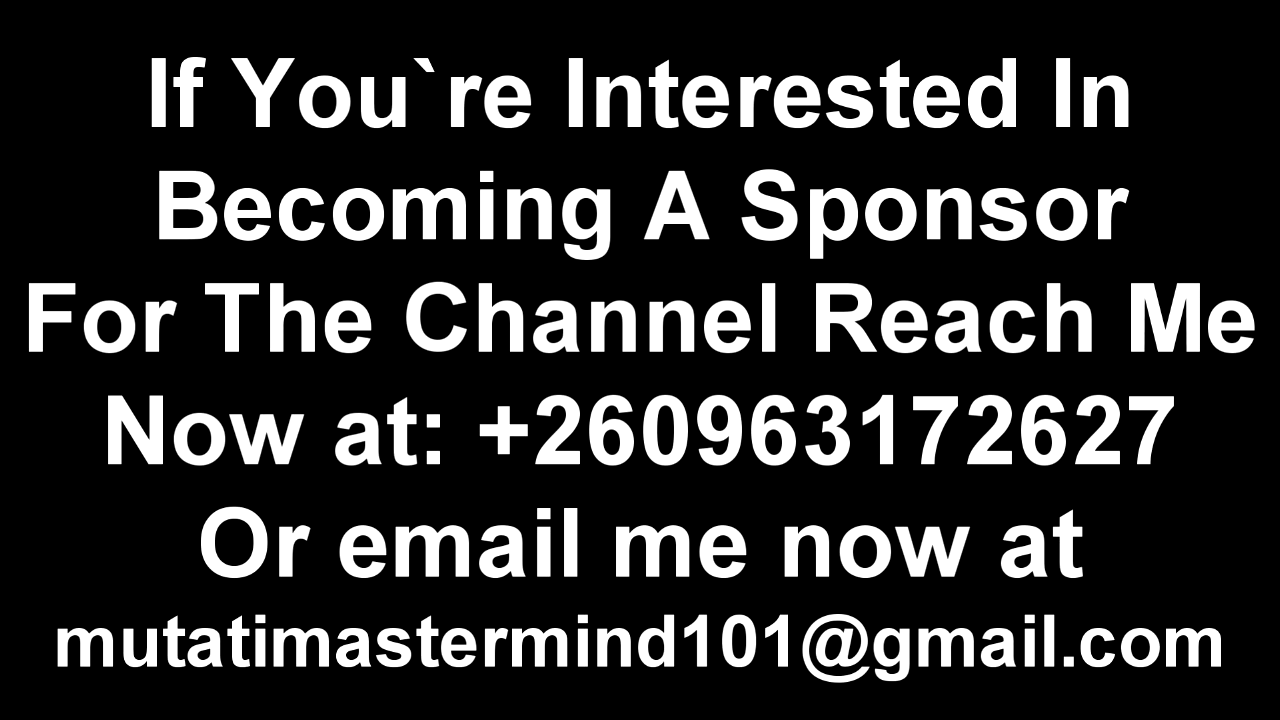 If You`re Interested In
Becoming A Sponsor
For The Channel Reach Me
Now at: +260963172627
Or email me now at
mutatimastermind101@gmail.com